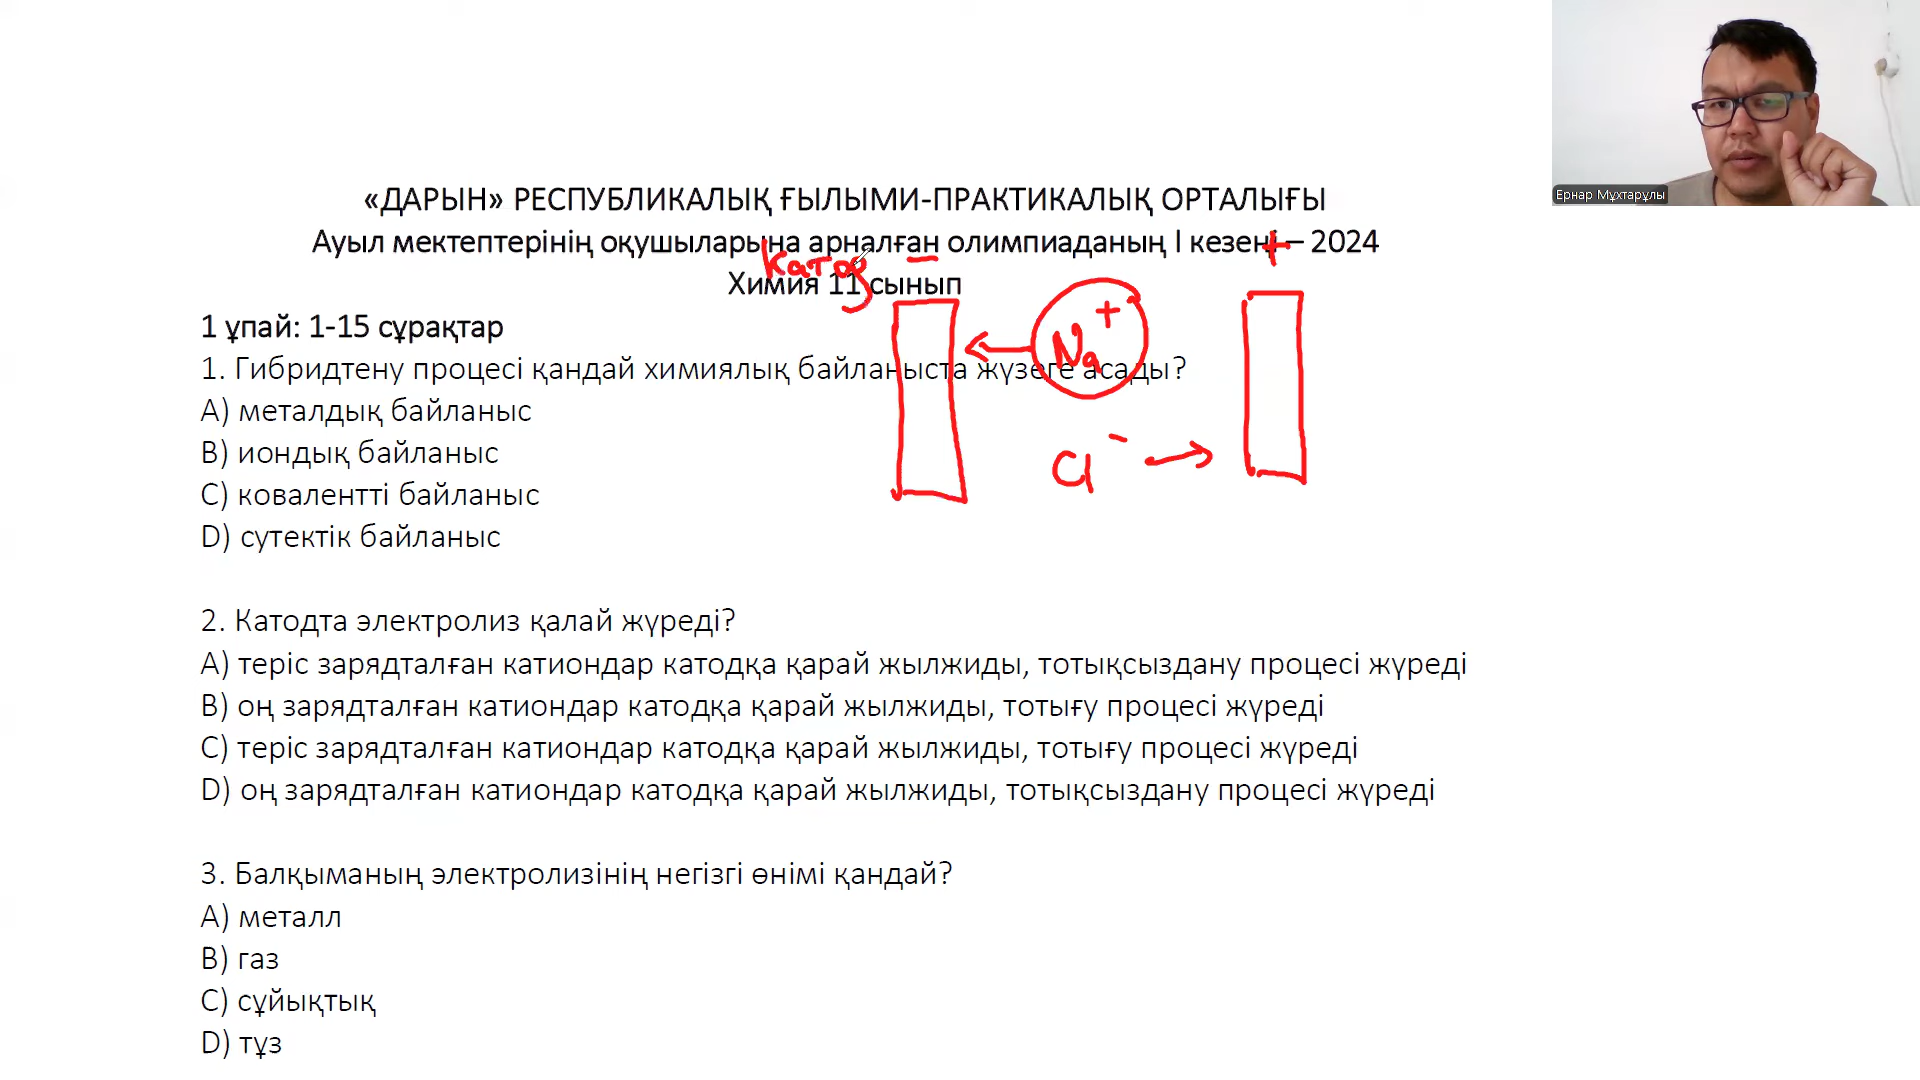 «ДАРЫН» РЕСПУБЛИКАЛЫҚ ҒЫЛЫМИ-ПРАКТИКАЛЫҚ ОРТАЛЫҒЫ
Ауыл мектептерінің оқушыларына арналған олимпиаданың І кезеңі – 2024
Химия 11 сынып
Катод − +
1 ұпай: 1-15 сұрақтар
Na+
1. Гибридтену процесі қандай химиялық байланыста жүзеге асады?
A) металдық байланыс
B) иондық байланыс
Cl−
C) ковалентті байланыс
D) сутектік байланыс
2. Катодта электролиз қалай жүреді?
A) теріс зарядталған катиондар катодқа қарай жылжиды, тотықсыздану процесі жүреді
B) оң зарядталған катиондар катодқа қарай жылжиды, тотығу процесі жүреді
C) теріс зарядталған катиондар катодқа қарай жылжиды, тотығу процесі жүреді
D) оң зарядталған катиондар катодқа қарай жылжиды, тотықсыздану процесі жүреді
3. Балқыманың электролизінің негізгі өнімі қандай?
A) металл
B) газ
C) сұйықтық
D) тұз
Ернар Мұхтарұлы